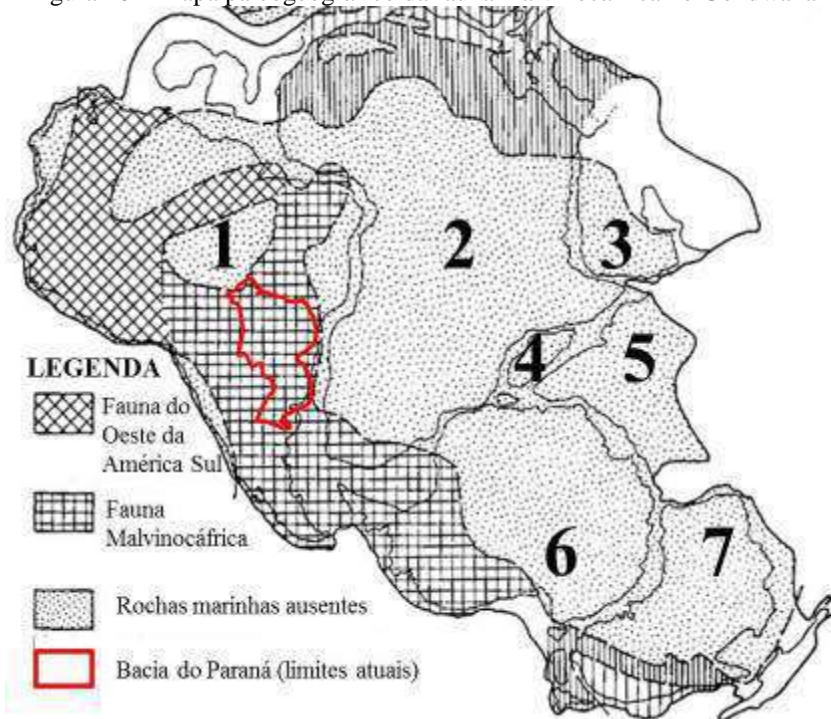 1
2
3
4
5
6
7
LEGENDA
Fauna do
Oeste da
América Sul
Fauna
Malvinocáfrica
Rochas marinhas ausentes
Bacia do Paraná (limites atuais)